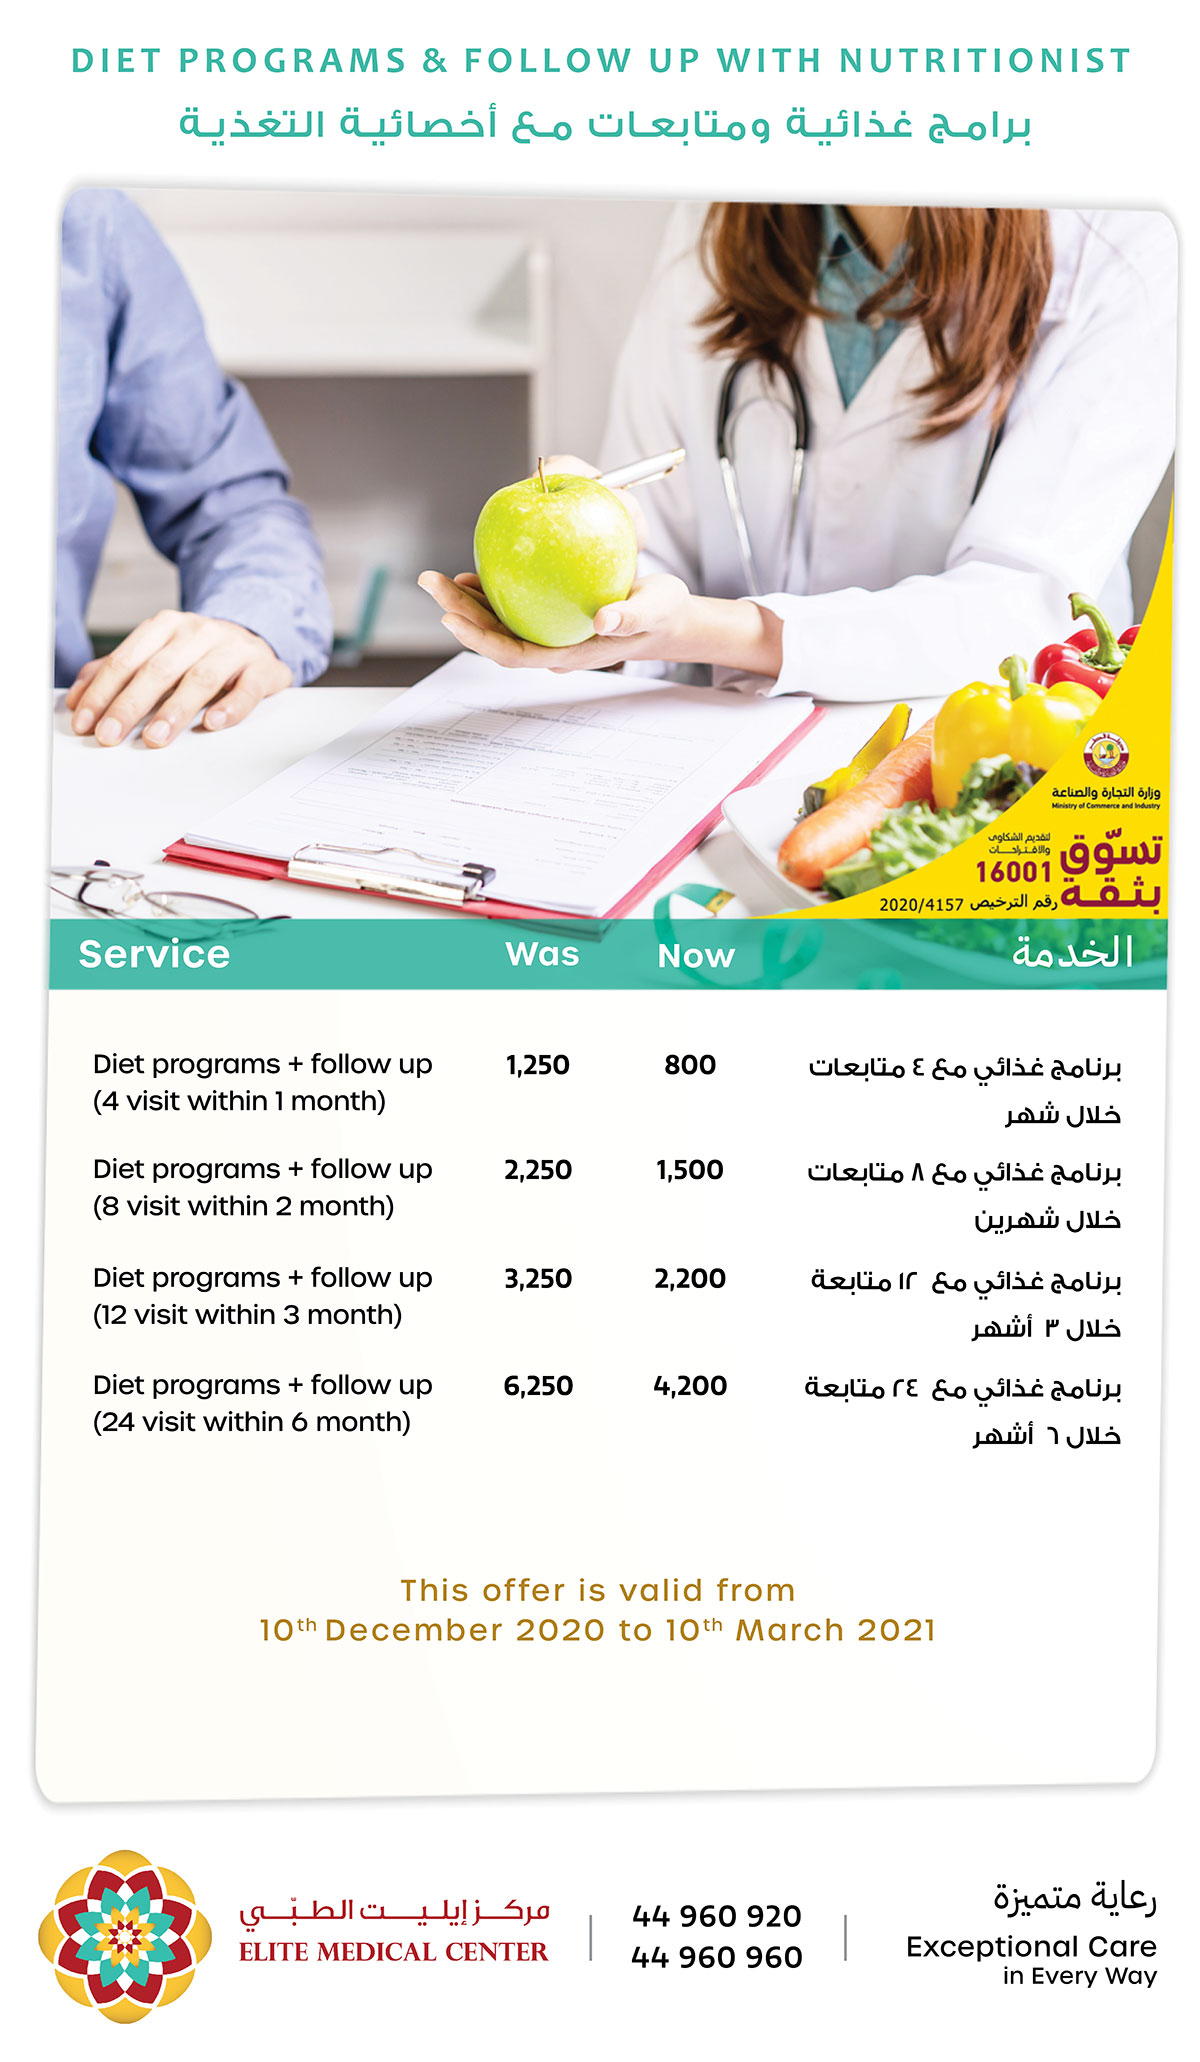 DIET PROGRAMS & FOLLOW UP WITH NUTRITIONIST
برامج غذائية ومتابعات مع أخصائية التغذية
وزارة التجارة والصناعة
Ministry of Commerce and Industry
تسوّق
بثقة
لتقديم الشكاوى
والاقتراحات
16001
رقم الترخيص 2020/4157
Service Was Now الخدمة
Diet programs + follow up 1,250 800 برنامج غذائي مع ٤ متابعات
(4 visit within 1 month) خلال شهر
Diet programs + follow up 2,250 1,500 برنامج غذائي مع ٨ متابعات
(8 visit within 2 month) خلال شهرين
Diet programs + follow up 3,250 2,200 برنامج غذائي مع ١٢ متابعة
(12 visit within 3 month) خلال ٣ أشهر
Diet programs + follow up 6,250 4,200 برنامج غذائي مع ٢٤ متابعة
(24 visit within 6 month) خلال ٦ أشهر
This offer is valid from
10th December 2020 to 10th March 2021
مركز إيليت الطبّي
ELITE MEDICAL CENTER
44 960 920
44 960 960
رعاية متميزة
Exceptional Care
in Every Way